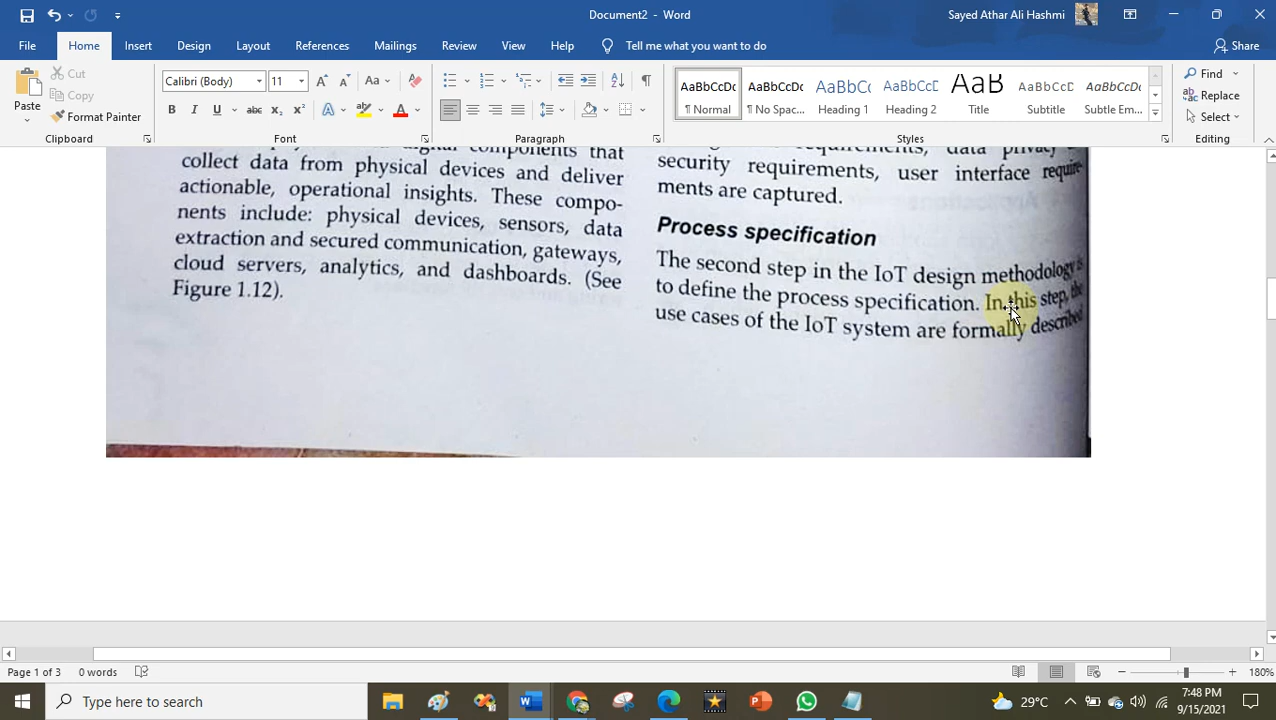 Document2 - Word
Sayed Athar Ali Hashmi
File Home Insert Design Layout References Mailings Review View Help Tell me what you want to do Share
Paste
Cut
Copy
Format Painter
Clipboard
Calibri (Body) 11
Font
Paragraph
AaBbCcDc AaBbCcDc AaBbCc AaBbCcD AaB AaBbCcD AaBbCcDc
¶ Normal ¶ No Spac... Heading 1 Heading 2 Title Subtitle Subtle Em...
Styles
Find
Replace
Select
Editing
components that
collect data from physical devices and deliver
actionable, operational insights. These compo-
nents include: physical devices, sensors, data
extraction and secured communication, gateways,
cloud servers, analytics, and dashboards. (See
Figure 1.12).
requirements, data privacy
security requirements, user interface require-
ments are captured.
Process specification
The second step in the IoT design methodology is
to define the process specification. In this step, the
use cases of the IoT system are formally described
Page 1 of 3 0 words
180%
Type here to search
29°C
7:48 PM
9/15/2021